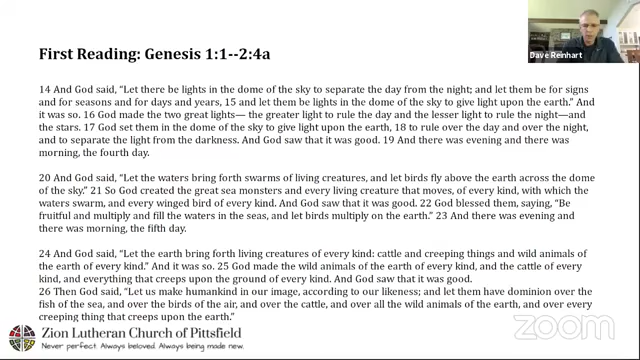 Dave Reinhart
First Reading: Genesis 1:1--2:4a
14 And God said, “Let there be lights in the dome of the sky to separate the day from the night; and let them be for signs
and for seasons and for days and years, 15 and let them be lights in the dome of the sky to give light upon the earth.” And
it was so. 16 God made the two great lights— the greater light to rule the day and the lesser light to rule the night—and
the stars. 17 God set them in the dome of the sky to give light upon the earth, 18 to rule over the day and over the night,
and to separate the light from the darkness. And God saw that it was good. 19 And there was evening and there was
morning, the fourth day.
20 And God said, “Let the waters bring forth swarms of living creatures, and let birds fly above the earth across the dome
of the sky.” 21 So God created the great sea monsters and every living creature that moves, of every kind, with which the
waters swarm, and every winged bird of every kind. And God saw that it was good. 22 God blessed them, saying, “Be
fruitful and multiply and fill the waters in the seas, and let birds multiply on the earth.” 23 And there was evening and
there was morning, the fifth day.
24 And God said, “Let the earth bring forth living creatures of every kind: cattle and creeping things and wild animals of
the earth of every kind.” And it was so. 25 God made the wild animals of the earth of every kind, and the cattle of every
kind, and everything that creeps upon the ground of every kind. And God saw that it was good.
26 Then God said, “Let us make humankind in our image, according to our likeness; and let them have dominion over the
fish of the sea, and over the birds of the air, and over the cattle, and over all the wild animals of the earth, and over every
creeping thing that creeps upon the earth.”
Zion Lutheran Church of Pittsfield
Never perfect. Always beloved. Always being made new.
zoom